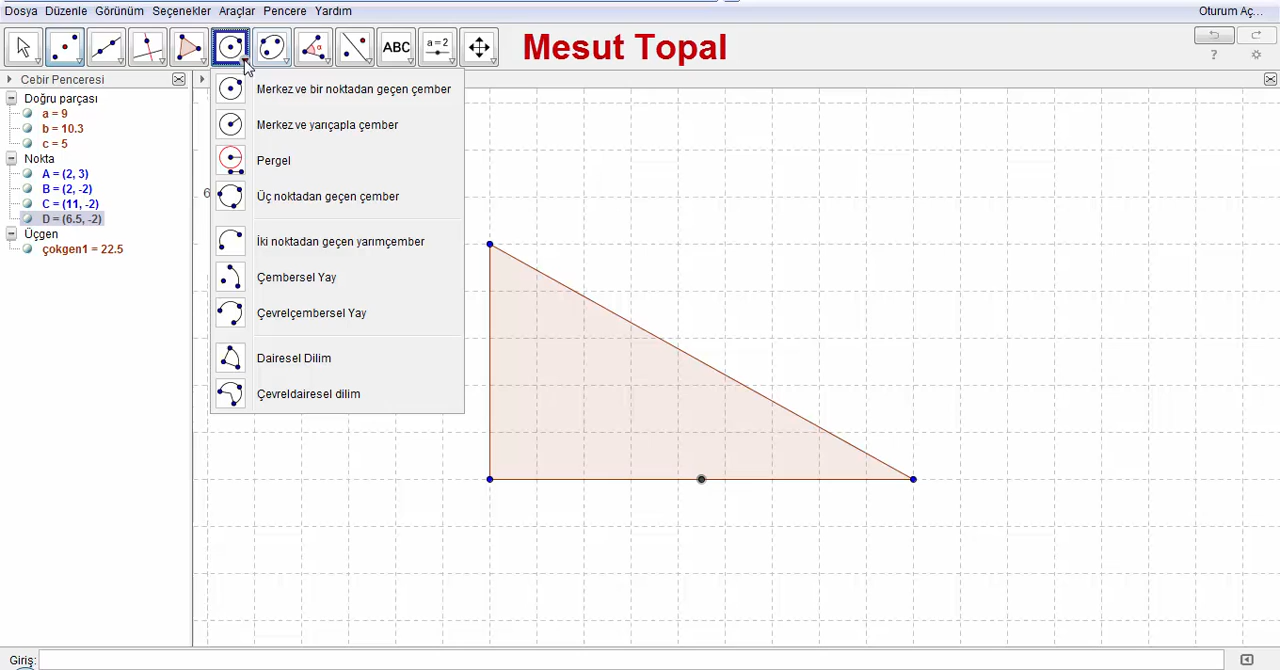 Dosya Düzenle Görünüm Seçenekler Araçlar Pencere Yardım Oturum Aç...
ABC a=2 Mesut Topal ?
Cebir Penceresi
Doğru parçası
a = 9
b = 10.3
c = 5
Nokta
A = (2, 3)
B = (2, -2)
C = (11, -2)
D = (6.5, -2)
Üçgen
çokgen1 = 22.5
Merkez ve bir noktadan geçen çember
Merkez ve yarıçapla çember
Pergel
Üç noktadan geçen çember
İki noktadan geçen yarımçember
Çembersel Yay
Çevrelçembersel Yay
Dairesel Dilim
Çevreldairesel dilim
6
Giriş: